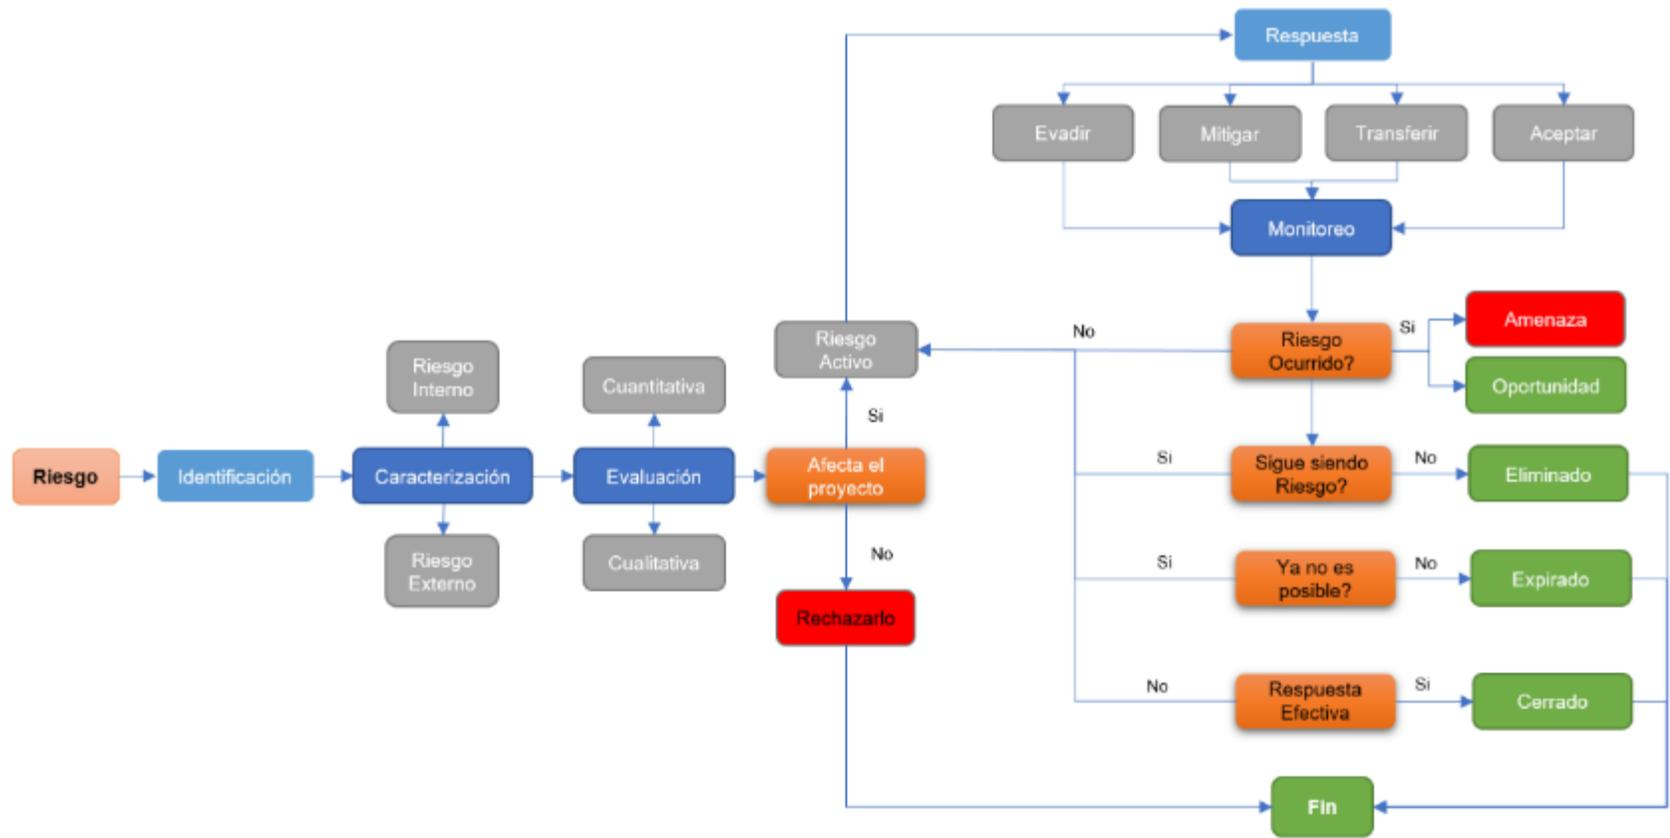 Respuesta
Evadir
Mitigar
Transferir
Aceptar
Monitoreo
Riesgo
Ocurrido?
Si
No
Amenaza
Oportunidad
Riesgo
Activo
Si
Riesgo
Interno
Cuantitativa
Riesgo
Identificación
Caracterización
Evaluación
Afecta el
proyecto
Riesgo
Externo
Cualitativa
No
Rechazarlo
Si
Sigue siendo
Riesgo?
No
Eliminado
Si
Ya no es
posible?
No
Expirado
No
Respuesta
Efectiva
Si
Cerrado
Fin